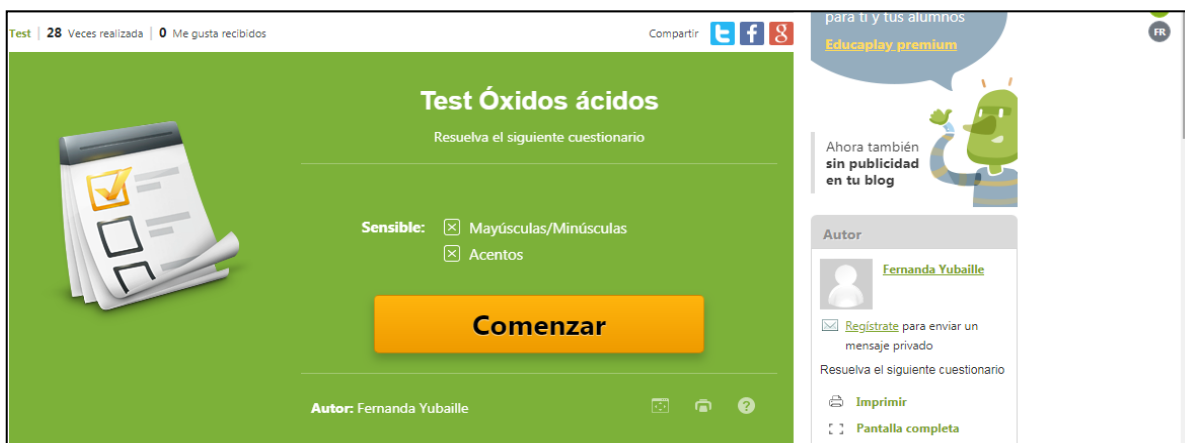 Test | 28 Veces realizada | 0 Me gusta recibidos
Compartir
Test Óxidos ácidos
Resuelva el siguiente cuestionario
Sensible: Mayúsculas/Minúsculas
Acentos
Comenzar
Autor: Fernanda Yubaille
?
para ti y tus alumnos
Educaplay premium
Ahora también
sin publicidad
en tu blog
Autor
Fernanda Yubaille
Regístrate para enviar un
mensaje privado
Resuelva el siguiente cuestionario
Imprimir
Pantalla completa
FR